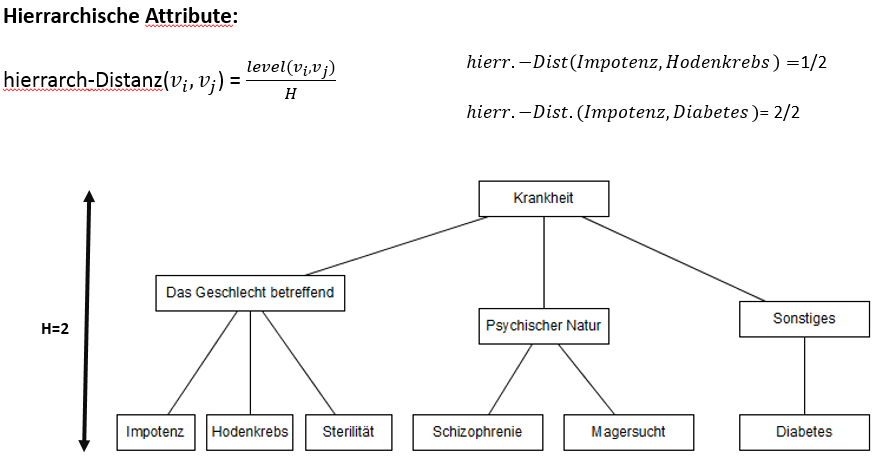 Hierrarchische Attribute:
hierrarch-Distanz(v_i, v_j) = level(v_i,v_j) / H
hierr.−Dist(Impotenz, Hodenkrebs ) =1/2
hierr.−Dist. (Impotenz, Diabetes )= 2/2
Krankheit
Das Geschlecht betreffend
Psychischer Natur
Sonstiges
H=2
Impotenz
Hodenkrebs
Sterilität
Schizophrenie
Magersucht
Diabetes